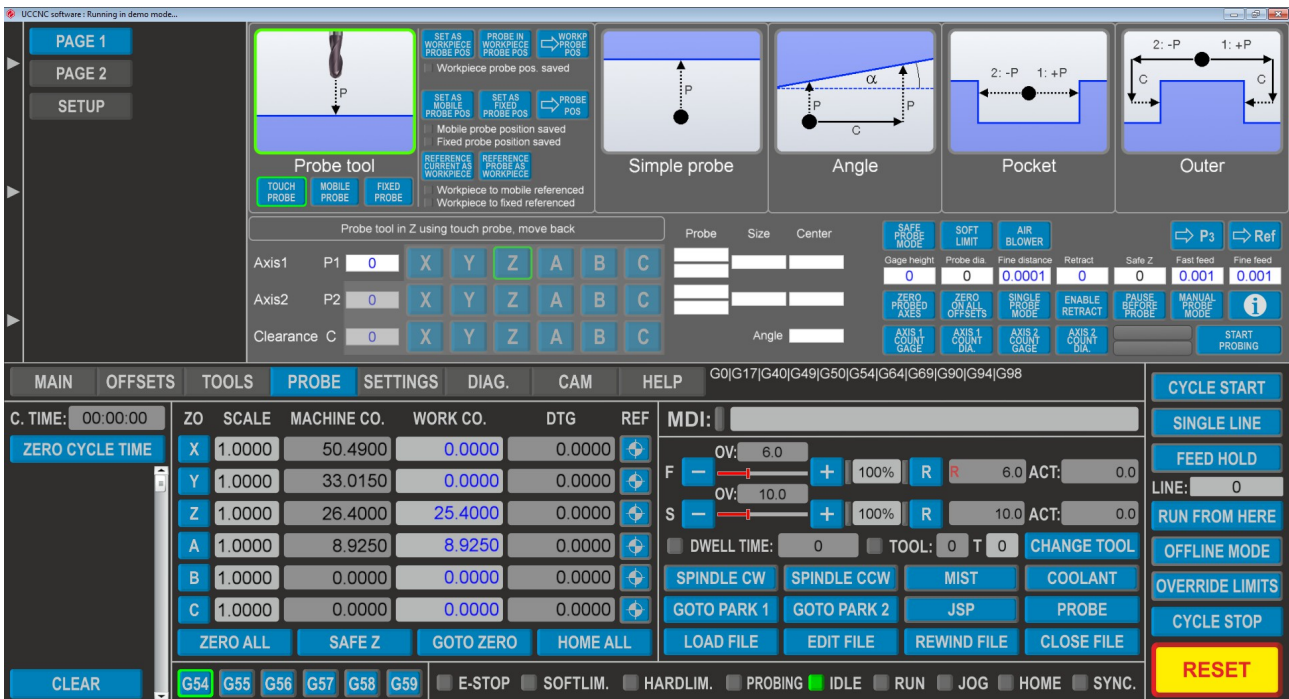 UCCNC software : Running in demo mode...
PAGE 1
PAGE 2
SETUP
P
Probe tool
TOUCH PROBE
MOBILE PROBE
FIXED PROBE
SET AS WORKPIECE PROBE POS
PROBE IN WORKPIECE PROBE POS
WORKP PROBE POS
Workpiece probe pos. saved
SET AS MOBILE PROBE POS
SET AS FIXED PROBE POS
PROBE POS
Mobile probe position saved
Fixed probe position saved
REFERENCE CURRENT AS WORKPIECE
REFERENCE PROBE AS WORKPIECE
Workpiece to mobile referenced
Workpiece to fixed referenced
P
Simple probe
α
P P
C
Angle
2: -P 1: +P
Pocket
2: -P 1: +P
C C
Outer
Probe tool in Z using touch probe, move back
Axis1 P1 0 X Y Z A B C
Axis2 P2 0 X Y Z A B C
Clearance C 0 X Y Z A B C
Probe Size Center
Angle
SAFE PROBE MODE
SOFT LIMIT
AIR BLOWER
P3
Ref
Gage height Probe dia. Fine distance Retract Safe Z Fast feed Fine feed
0 0 0.0001 0 0 0.001 0.001
ZERO PROBED AXES
ZERO ON ALL OFFSETS
SINGLE PROBE MODE
ENABLE RETRACT
PAUSE BEFORE PROBE
MANUAL PROBE MODE
i
AXIS 1 COUNT GAGE
AXIS 1 COUNT DIA.
AXIS 2 COUNT GAGE
AXIS 2 COUNT DIA.
START PROBING
MAIN OFFSETS TOOLS PROBE SETTINGS DIAG. CAM HELP
G0|G17|G40|G49|G50|G54|G64|G69|G90|G94|G98
C. TIME: 00:00:00
ZERO CYCLE TIME
CLEAR
ZO SCALE MACHINE CO. WORK CO. DTG REF
X 1.0000 50.4900 0.0000 0.0000
Y 1.0000 33.0150 0.0000 0.0000
Z 1.0000 26.4000 25.4000 0.0000
A 1.0000 8.9250 8.9250 0.0000
B 1.0000 0.0000 0.0000 0.0000
C 1.0000 0.0000 0.0000 0.0000
ZERO ALL SAFE Z GOTO ZERO HOME ALL
MDI:
OV: 6.0
F − + 100% R R 6.0 ACT: 0.0
OV: 10.0
S − + 100% R 10.0 ACT: 0.0
DWELL TIME: 0 TOOL: 0 T 0 CHANGE TOOL
SPINDLE CW SPINDLE CCW MIST COOLANT
GOTO PARK 1 GOTO PARK 2 JSP PROBE
LOAD FILE EDIT FILE REWIND FILE CLOSE FILE
CYCLE START
SINGLE LINE
FEED HOLD
LINE: 0
RUN FROM HERE
OFFLINE MODE
OVERRIDE LIMITS
CYCLE STOP
RESET
G54 G55 G56 G57 G58 G59 E-STOP SOFTLIM. HARDLIM. PROBING IDLE RUN JOG HOME SYNC.